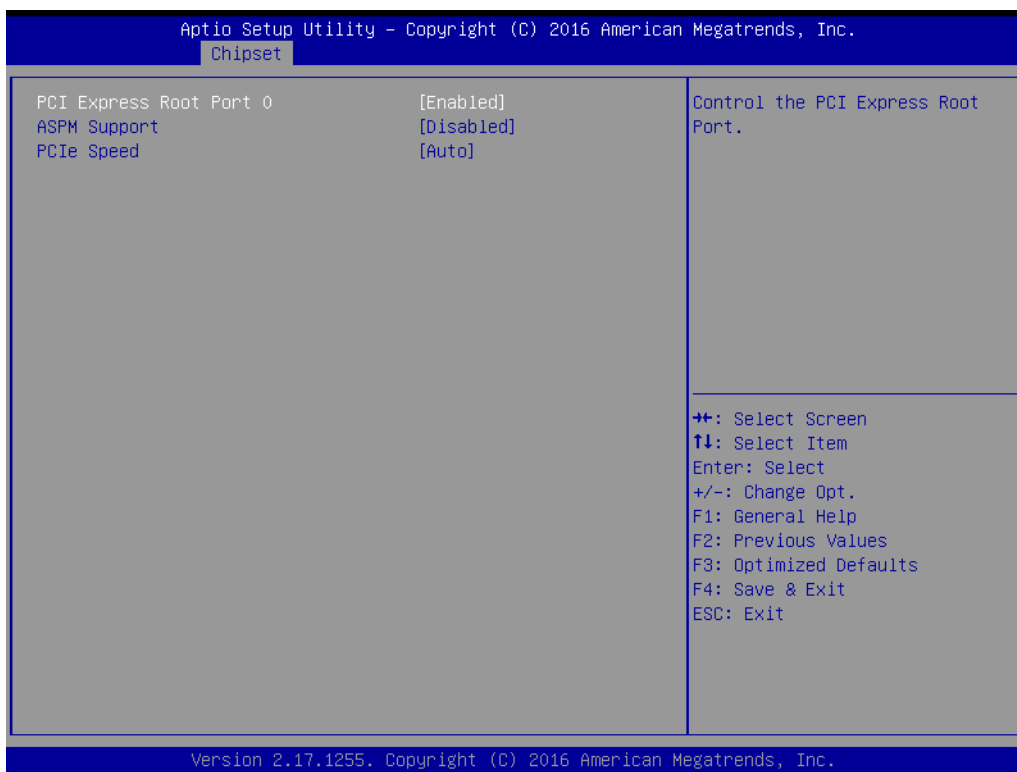 Aptio Setup Utility – Copyright (C) 2016 American Megatrends, Inc.
Chipset
PCI Express Root Port 0 [Enabled]
ASPM Support [Disabled]
PCIe Speed [Auto]
Control the PCI Express Root
Port.
→←: Select Screen
↑↓: Select Item
Enter: Select
+/-: Change Opt.
F1: General Help
F2: Previous Values
F3: Optimized Defaults
F4: Save & Exit
ESC: Exit
Version 2.17.1255. Copyright (C) 2016 American Megatrends, Inc.